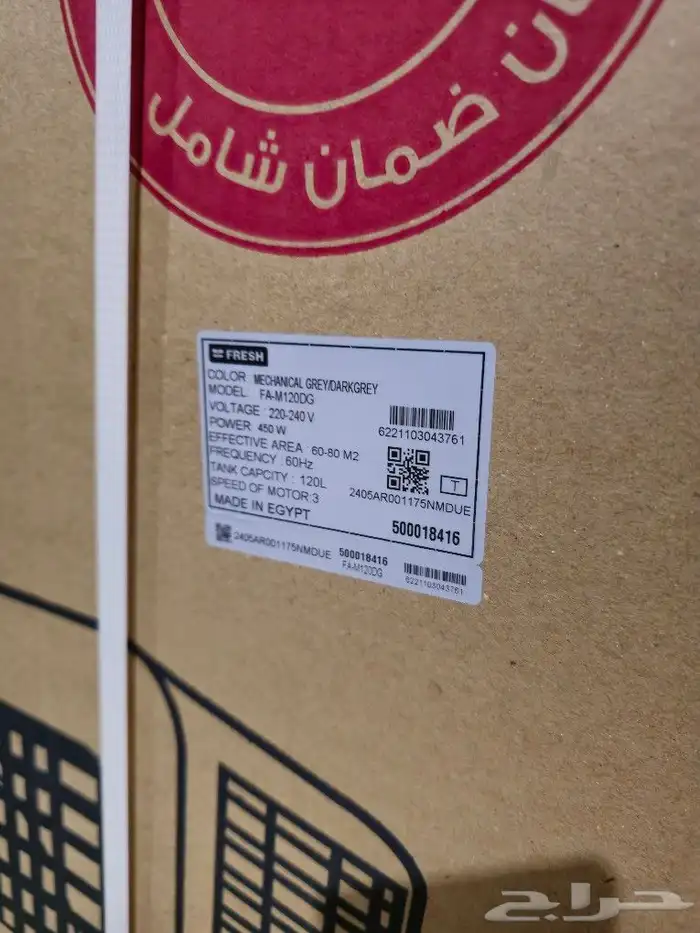 ضمان شامل
FRESH
COLOR: MECHANICAL GREY/DARKGREY
MODEL: FA-M120DG
VOLTAGE : 220-240 V
POWER 450 W
EFFECTIVE AREA : 60-80 M2
FREQUENCY : 60Hz
TANK CAPCITY : 120L
SPEED OF MOTOR:3
MADE IN EGYPT
6221103043761
T
2405AR001175NMDUE
500018416
2405AR001175NMDUE 500018416
FA-M120DG
6221103043761
حراج